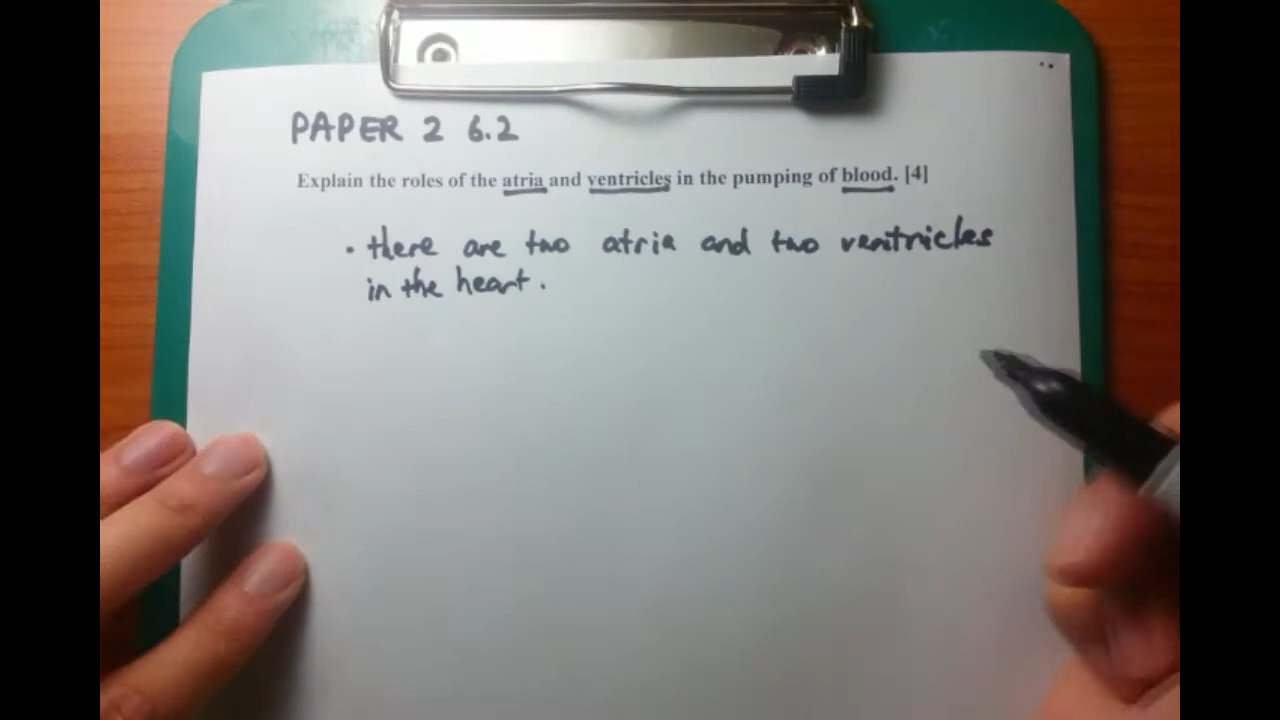 PAPER 2 6.2
Explain the roles of the atria and ventricles in the pumping of blood. [4]
• there are two atria and two ventricles
in the heart.